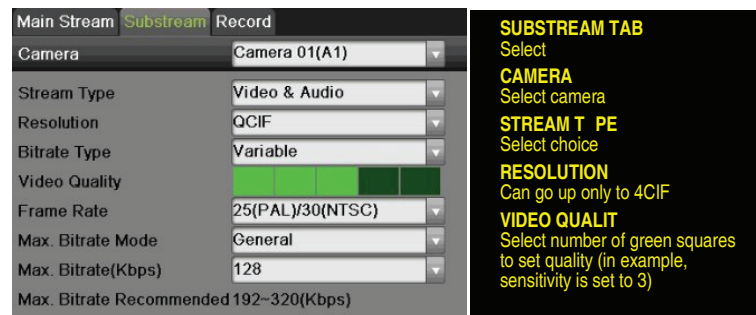 Main Stream Substream Record
Camera Camera 01(A1)
Stream Type Video & Audio
Resolution QCIF
Bitrate Type Variable
Video Quality
Frame Rate 25(PAL)/30(NTSC)
Max. Bitrate Mode General
Max. Bitrate(Kbps) 128
Max. Bitrate Recommended 192~320(Kbps)
SUBSTREAM TAB
Select
CAMERA
Select camera
STREAM T PE
Select choice
RESOLUTION
Can go up only to 4CIF
VIDEO QUALIT
Select number of green squares
to set quality (in example,
sensitivity is set to 3)